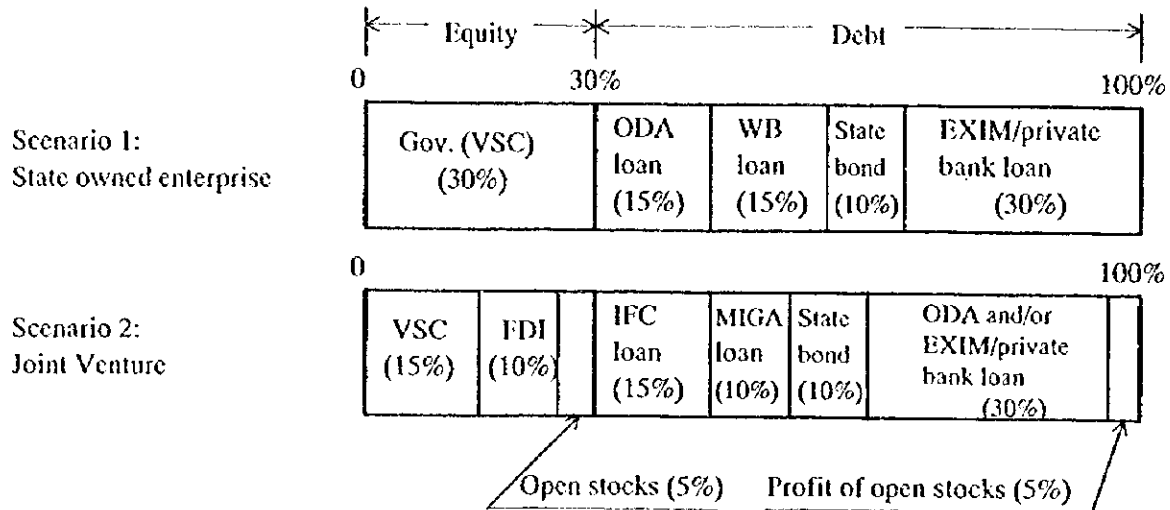 Equity Debt
0 30% 100%
Scenario 1:
State owned enterprise
Gov. (VSC)
(30%)
ODA
loan
(15%)
WB
loan
(15%)
State
bond
(10%)
EXIM/private
bank loan
(30%)
0 100%
Scenario 2:
Joint Venture
VSC
(15%)
FDI
(10%)
IFC
loan
(15%)
MIGA
loan
(10%)
State
bond
(10%)
ODA and/or
EXIM/private
bank loan
(30%)
Open stocks (5%) Profit of open stocks (5%)